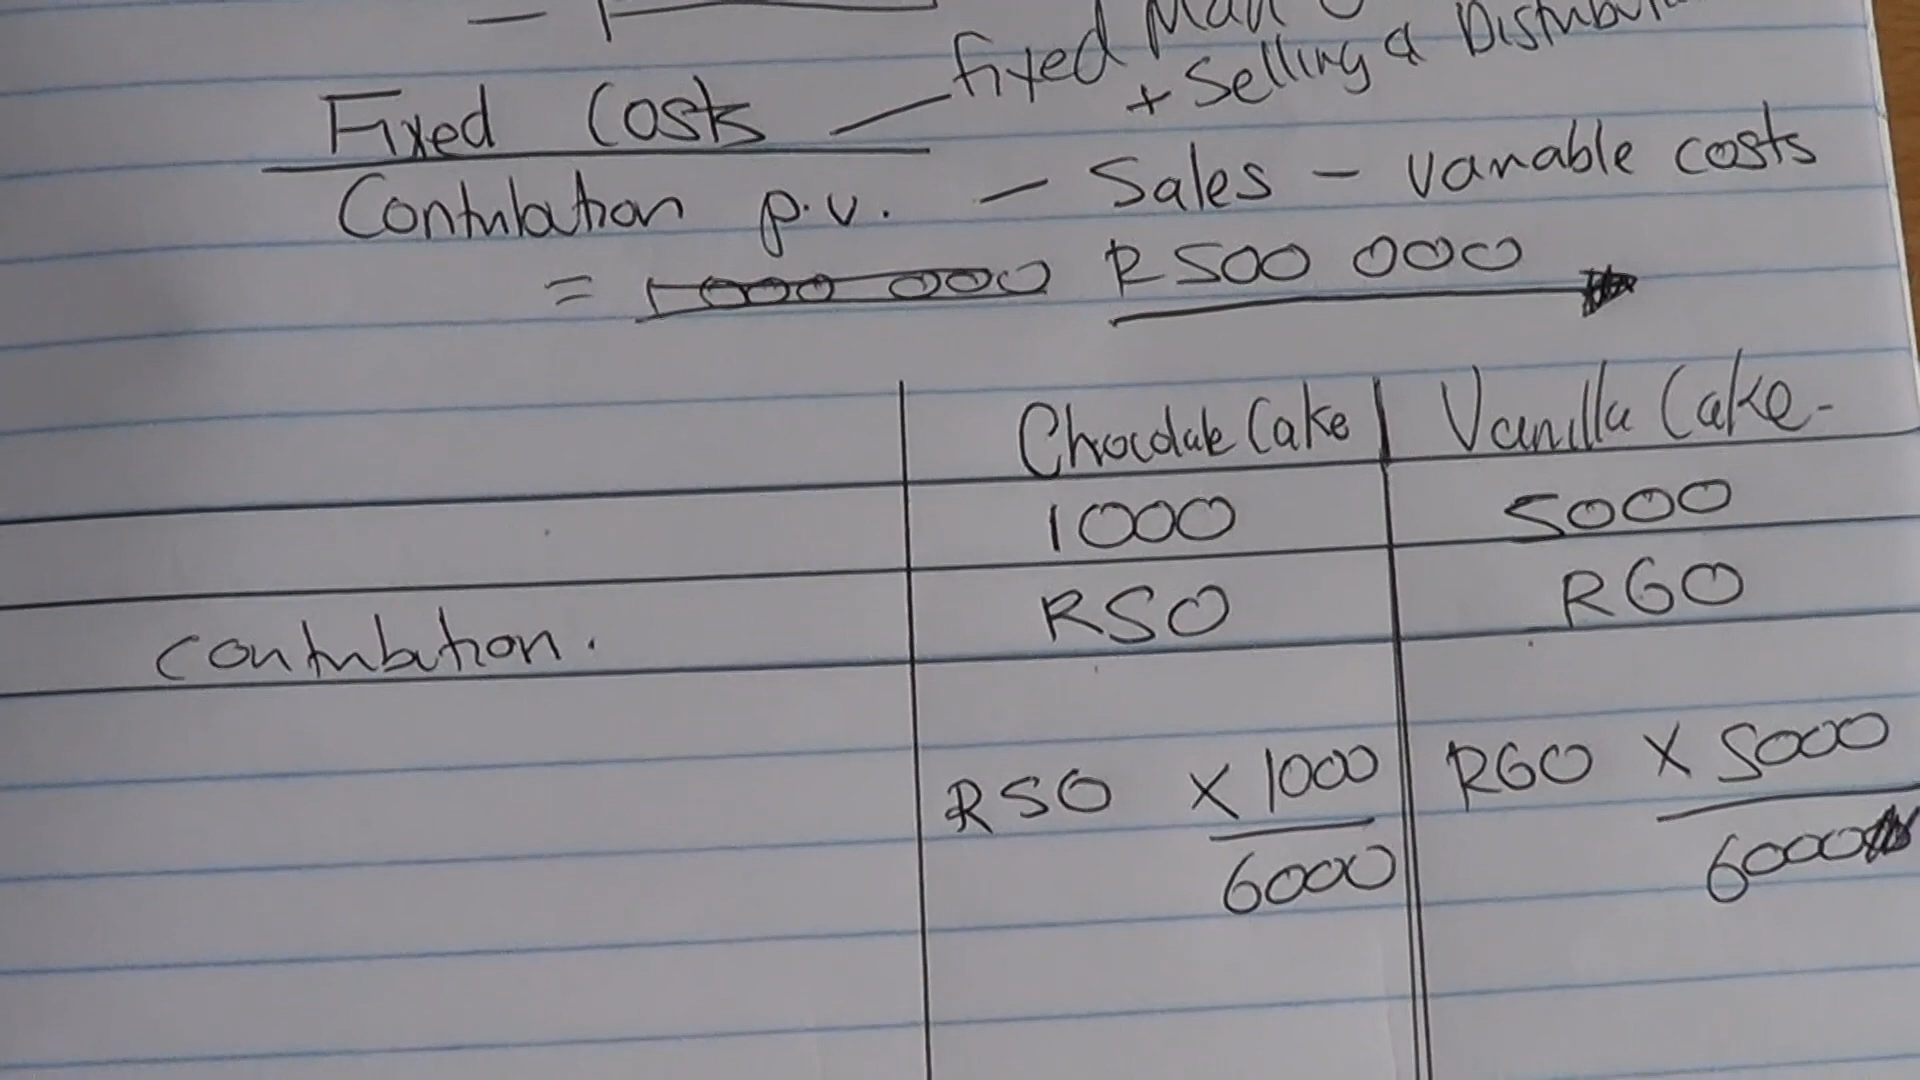 Fixed
+ Selling & Distribut
Fixed Costs
Contribution p.u. - Sales - variable costs
= 1000 000 R500 000
Chocolate Cake Vanilla Cake
1000 5000
contribution. R50 R60
R50 X 1000 R60 X 5000
6000 6000